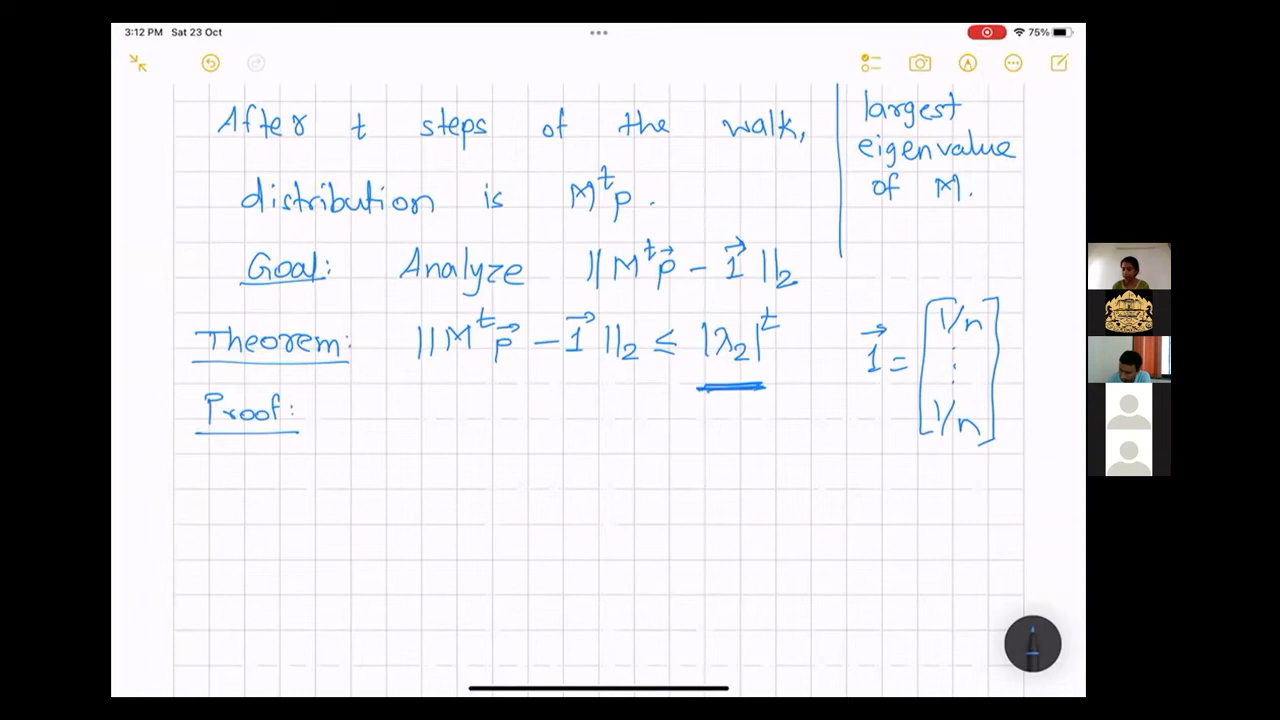 3:12 PM Sat 23 Oct
75%
After t steps of the walk,
distribution is M^t p.
largest
eigenvalue
of M.
Goal: Analyze ||M^t p⃗ - 1⃗||₂
Theorem: ||M^t p⃗ - 1⃗||₂ ≤ |λ₂|^t
1⃗ = [1/n
⋮
1/n]
Proof: